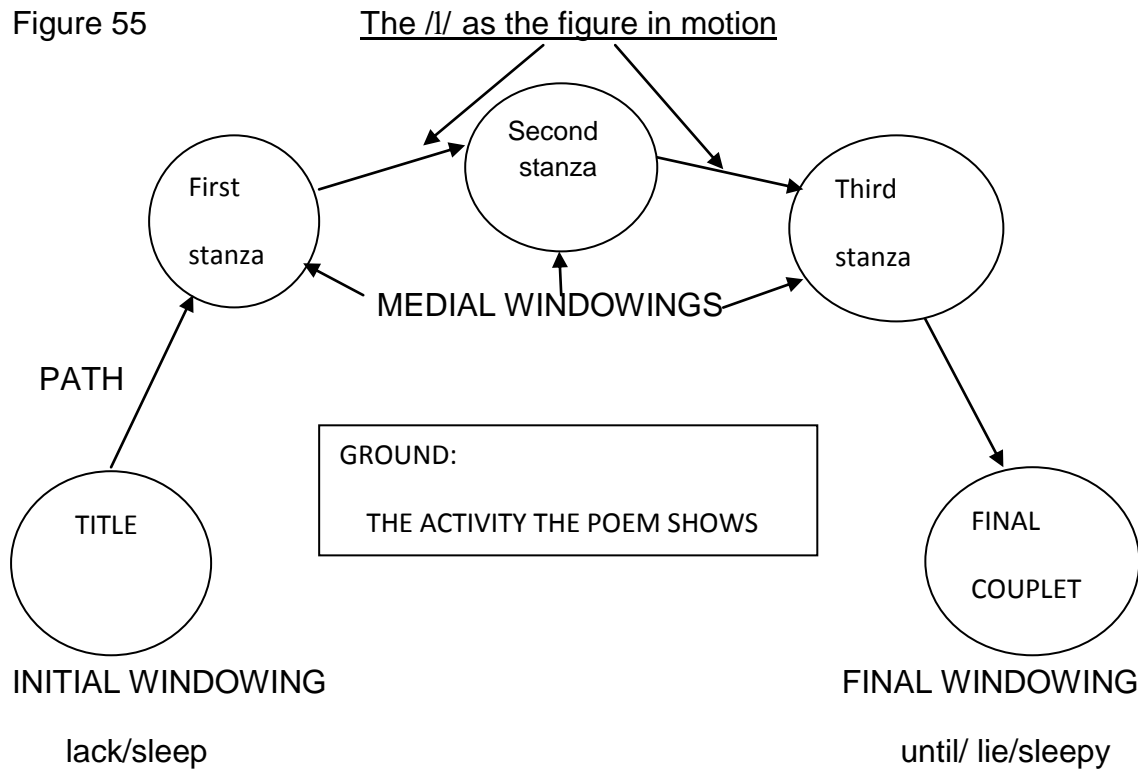 Figure 55
The /l/ as the figure in motion
First
stanza
Second
stanza
Third
stanza
MEDIAL WINDOWINGS
PATH
GROUND:
THE ACTIVITY THE POEM SHOWS
TITLE
FINAL
COUPLET
INITIAL WINDOWING
FINAL WINDOWING
lack/sleep
until/ lie/sleepy